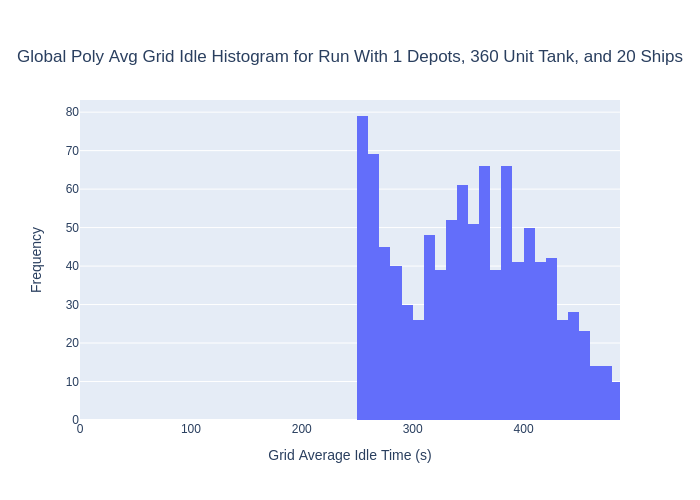 Global Poly Avg Grid Idle Histogram for Run With 1 Depots, 360 Unit Tank, and 20 Ships
80
70
60
50
40
30
20
10
0
Frequency
0 100 200 300 400
Grid Average Idle Time (s)